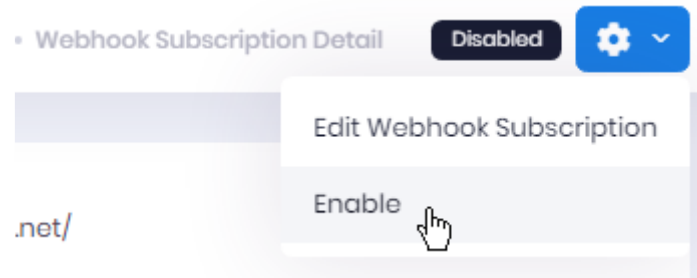 • Webhook Subscription Detail Disabled
Edit Webhook Subscription
Enable
.net/